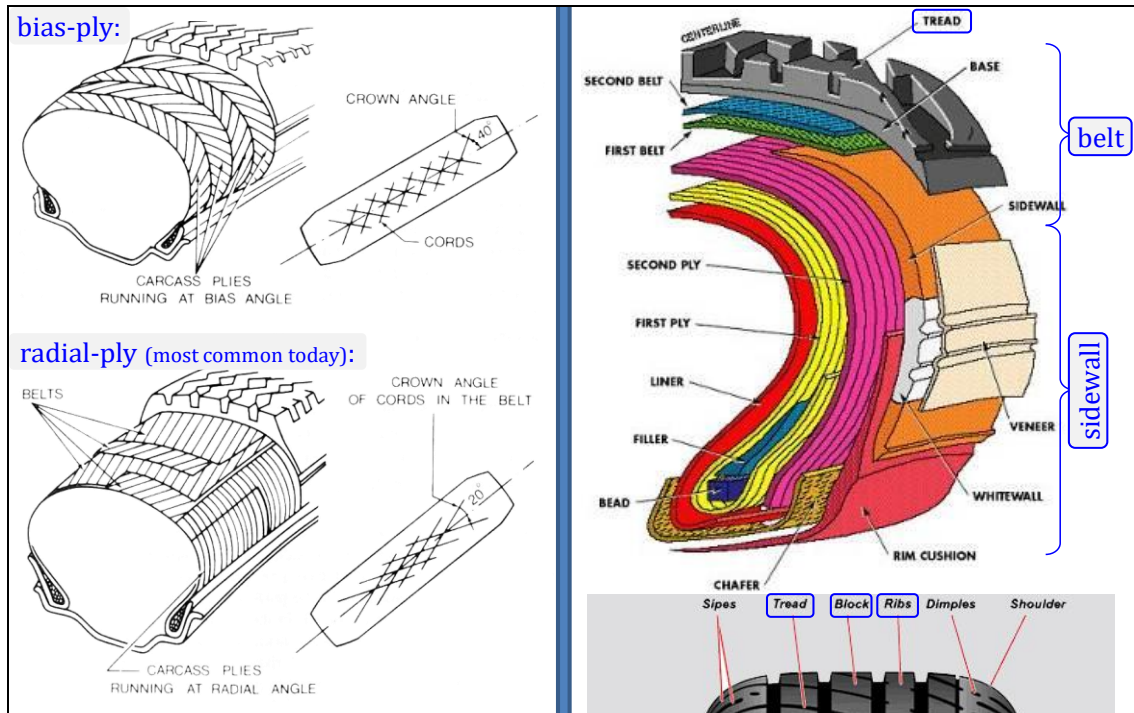 bias-ply:
CROWN ANGLE
40°
CORDS
CARCASS PLIES
RUNNING AT BIAS ANGLE
radial-ply (most common today):
BELTS
CROWN ANGLE
OF CORDS IN THE BELT
20°
CARCASS PLIES
RUNNING AT RADIAL ANGLE
CENTERLINE
TREAD
BASE
SECOND BELT
FIRST BELT
belt
SIDEWALL
SECOND PLY
FIRST PLY
LINER
sidewall
FILLER
VENEER
BEAD
WHITEWALL
RIM CUSHION
CHAFER
Sipes Tread Block Ribs Dimples Shoulder